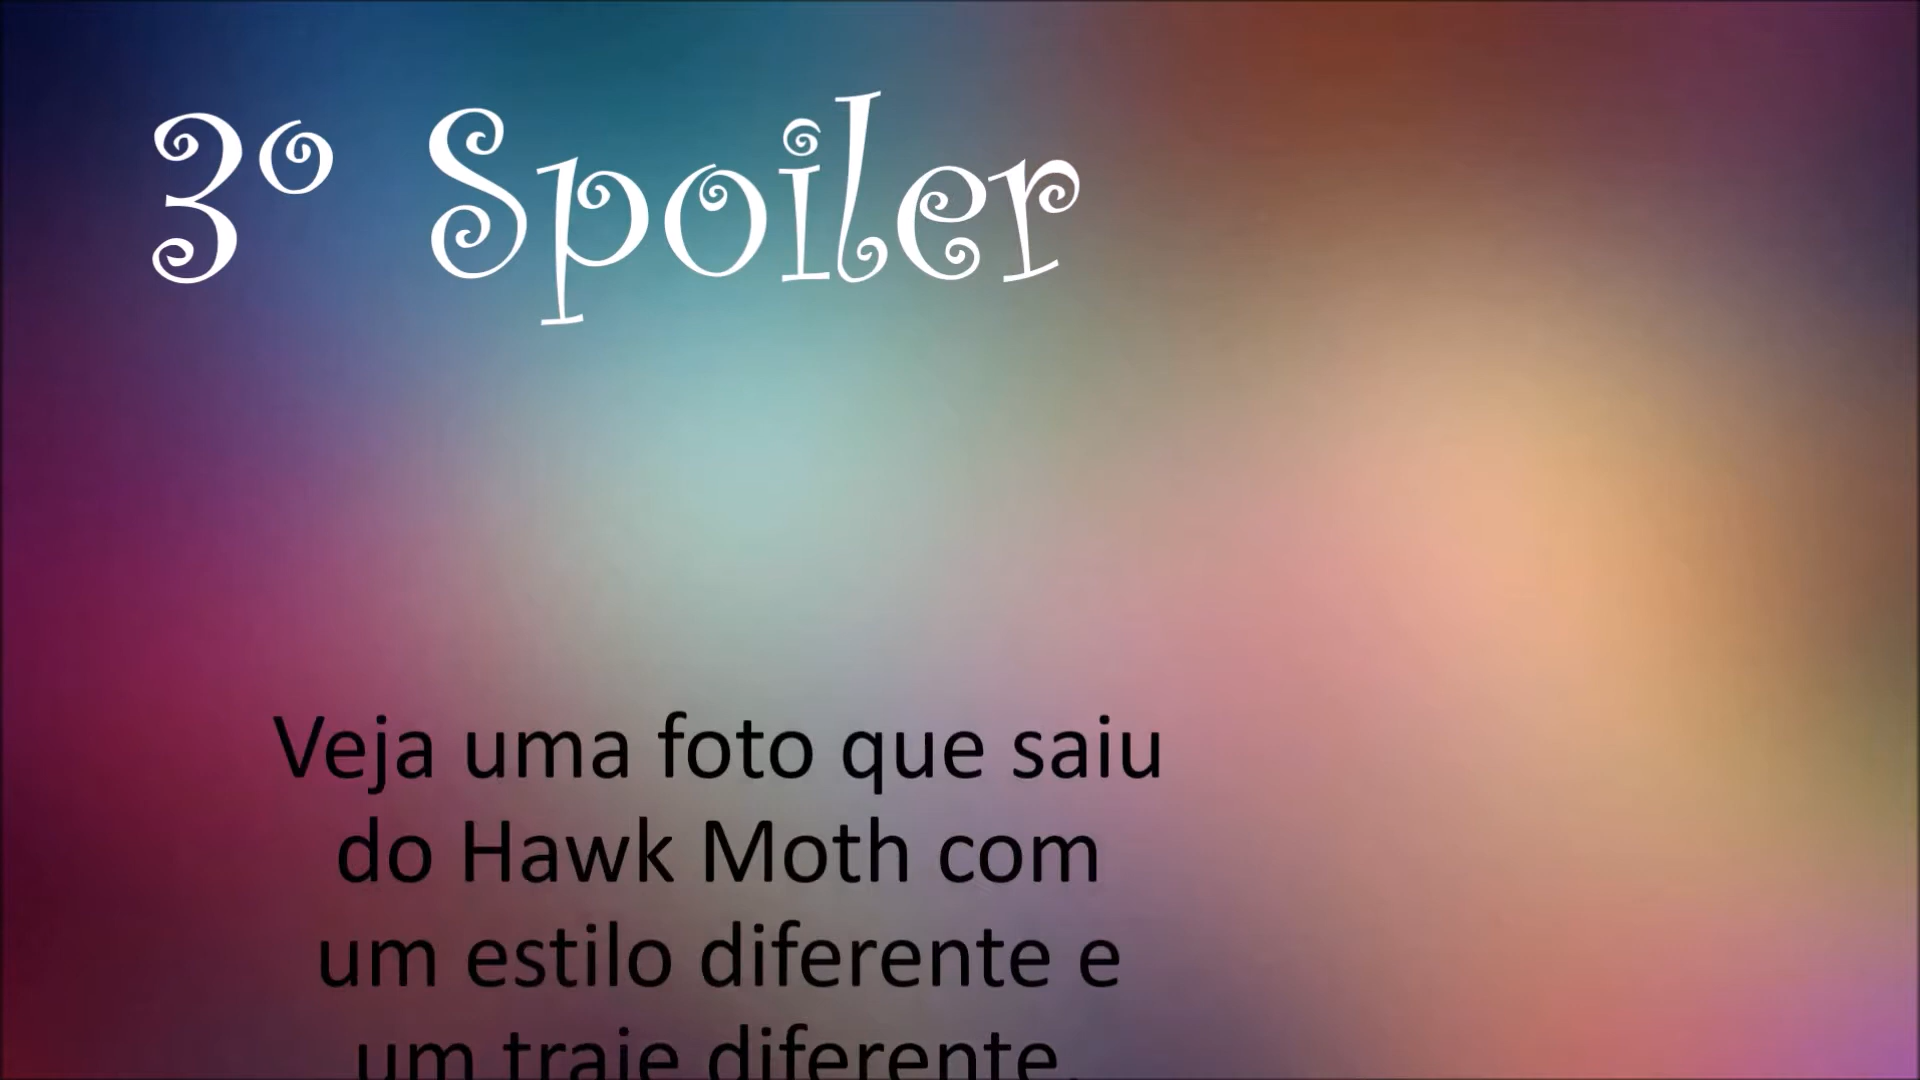 3º Spoiler
Veja uma foto que saiu
do Hawk Moth com
um estilo diferente e
um traje diferente.